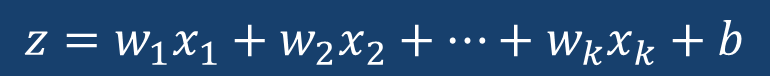 z = w₁x₁ + w₂x₂ + ⋯ + wₖxₖ + b